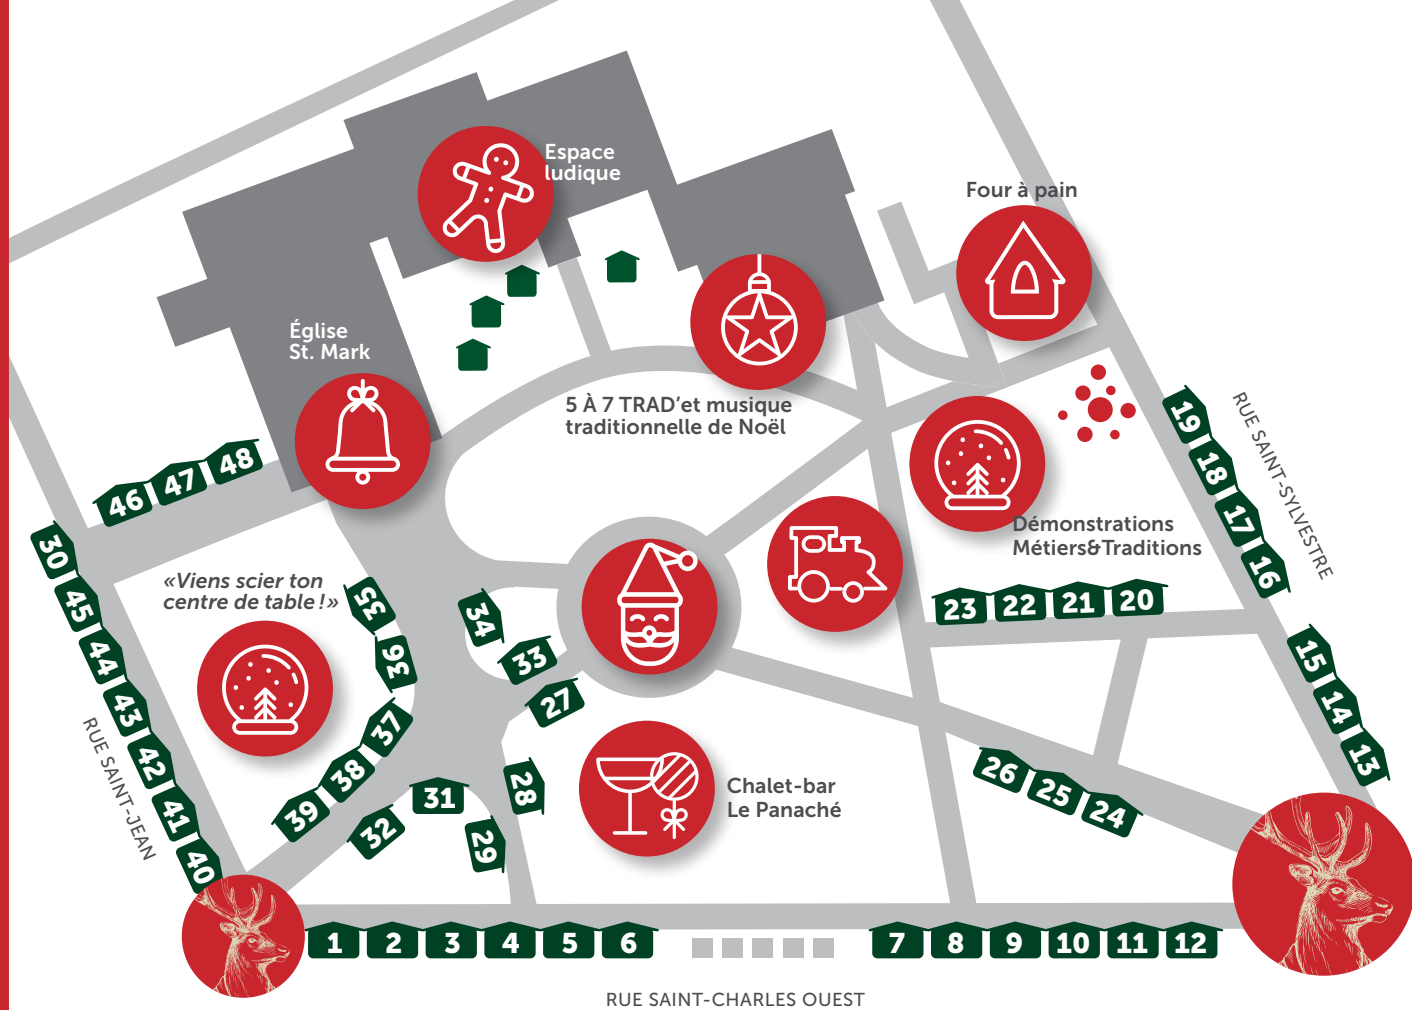 Espace
ludique
Four à pain
Église
St. Mark
5 À 7 TRAD’et musique
traditionnelle de Noël
46 47 48
19
18
17
16
RUE SAINT-SYLVESTRE
Démonstrations
Métiers&Traditions
23 22 21 20
«Viens scier ton
centre de table !»
30
45
44
43
42
41
40
RUE SAINT-JEAN
35
36
37
38
39
34
33
27
28
29
31
32
15
14
13
26 25 24
Chalet-bar
Le Panaché
1 2 3 4 5 6 7 8 9 10 11 12
RUE SAINT-CHARLES OUEST